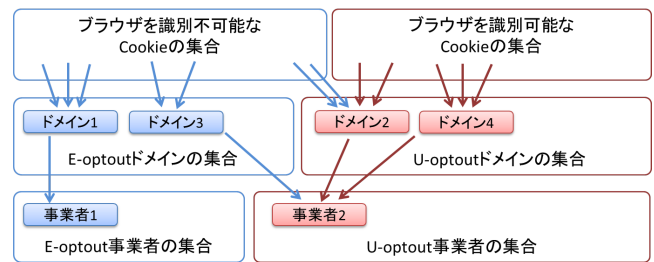 ブラウザを識別不可能な
Cookieの集合
ブラウザを識別可能な
Cookieの集合
ドメイン1
ドメイン3
ドメイン2
ドメイン4
E-optoutドメインの集合
U-optoutドメインの集合
事業者1
事業者2
E-optout事業者の集合
U-optout事業者の集合